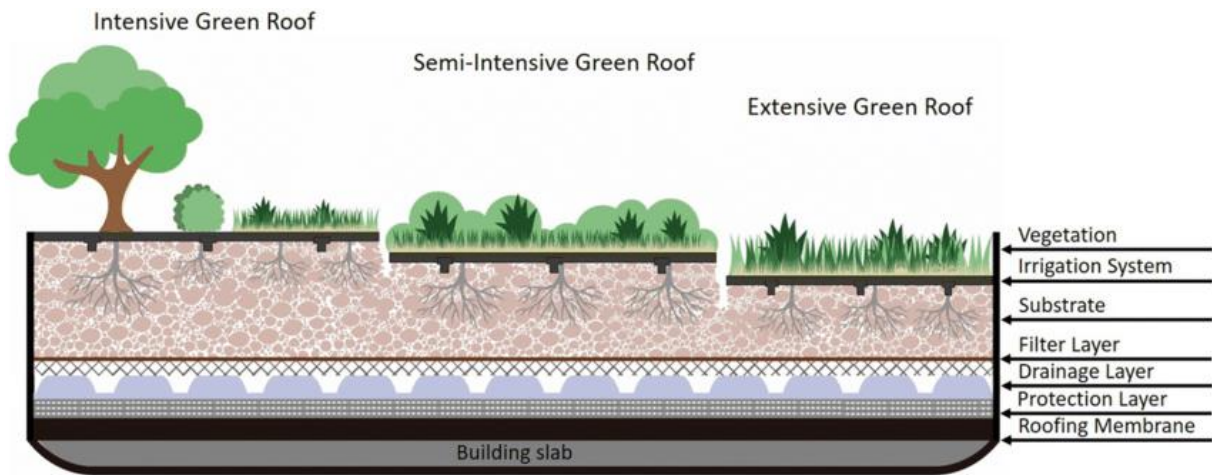 Intensive Green Roof
Semi-Intensive Green Roof
Extensive Green Roof
Vegetation
Irrigation System
Substrate
Filter Layer
Drainage Layer
Protection Layer
Roofing Membrane
Building slab